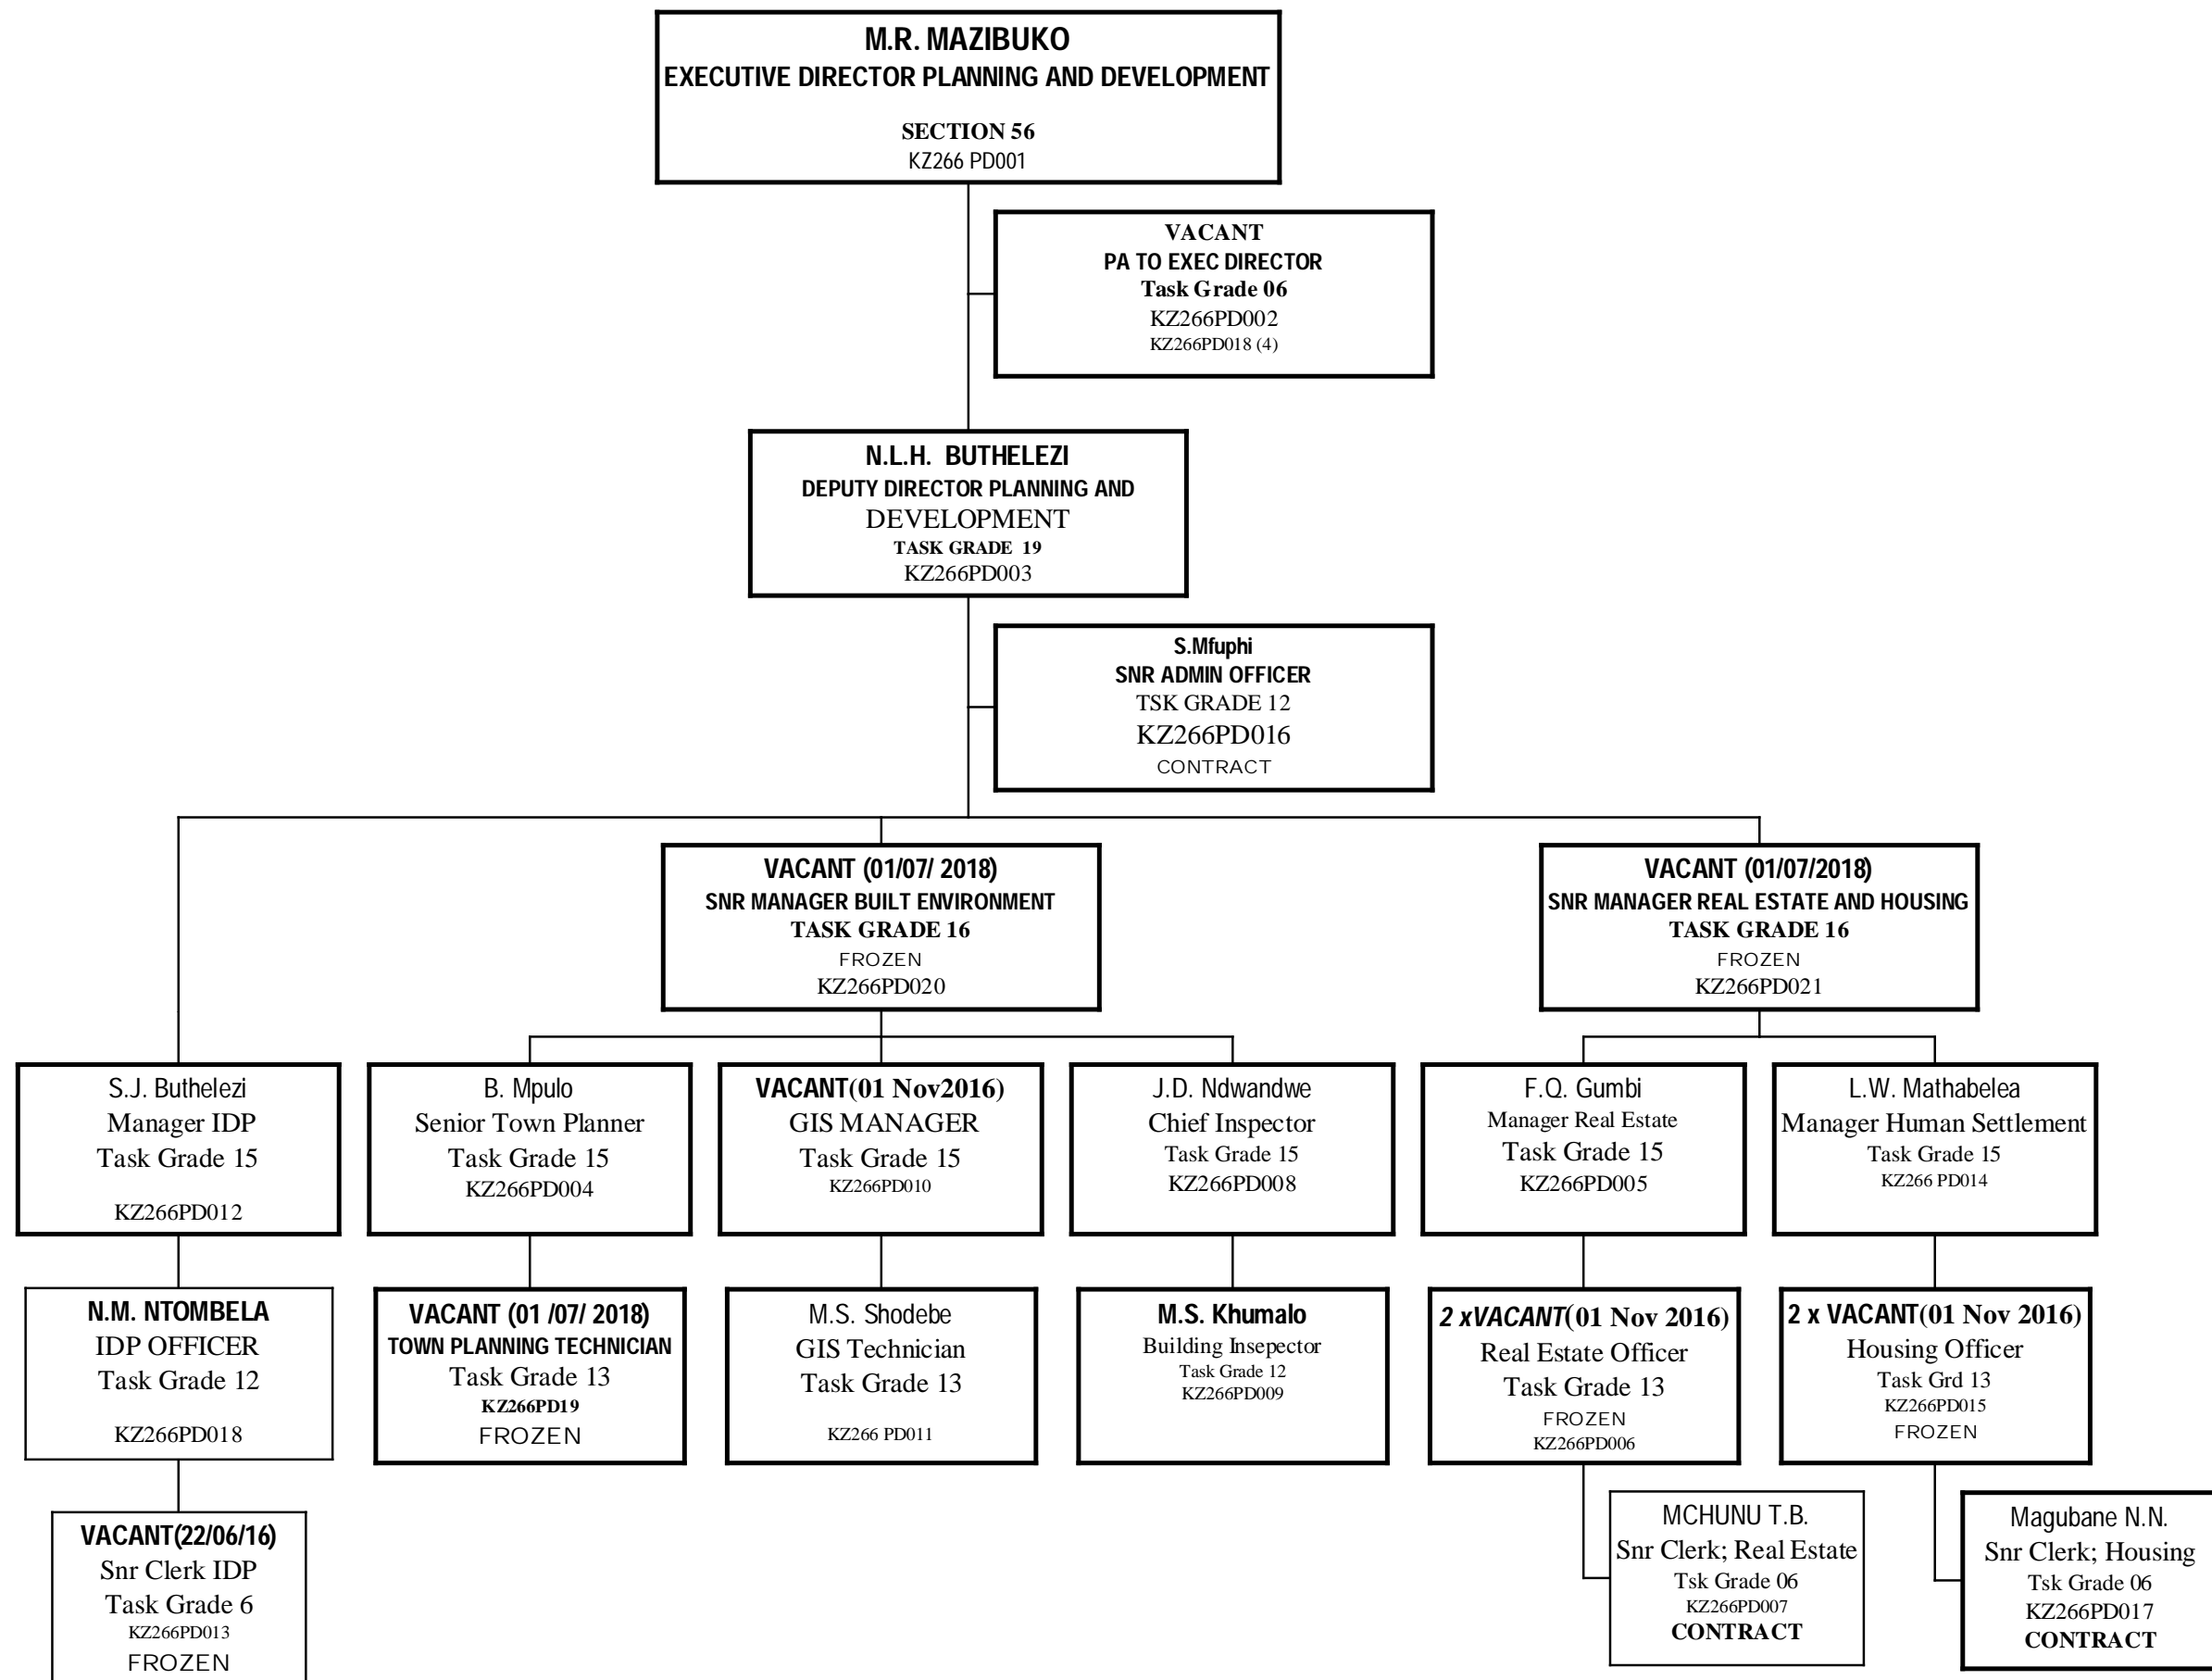 M.R. MAZIBUKO
EXECUTIVE DIRECTOR PLANNING AND DEVELOPMENT
SECTION 56
KZ266 PD001
VACANT
PA TO EXEC DIRECTOR
Task Grade 06
KZ266PD002
KZ266PD018 (4)
N.L.H. BUTHELEZI
DEPUTY DIRECTOR PLANNING AND
DEVELOPMENT
TASK GRADE 19
KZ266PD003
S.Mfuphi
SNR ADMIN OFFICER
TSK GRADE 12
KZ266PD016
CONTRACT
VACANT (01/07/ 2018)
SNR MANAGER BUILT ENVIRONMENT
TASK GRADE 16
FROZEN
KZ266PD020
VACANT (01/07/2018)
SNR MANAGER REAL ESTATE AND HOUSING
TASK GRADE 16
FROZEN
KZ266PD021
S.J. Buthelezi
Manager IDP
Task Grade 15
KZ266PD012
B. Mpulo
Senior Town Planner
Task Grade 15
KZ266PD004
VACANT(01 Nov2016)
GIS MANAGER
Task Grade 15
KZ266PD010
J.D. Ndwandwe
Chief Inspector
Task Grade 15
KZ266PD008
F.Q. Gumbi
Manager Real Estate
Task Grade 15
KZ266PD005
L.W. Mathabelea
Manager Human Settlement
Task Grade 15
KZ266 PD014
N.M. NTOMBELA
IDP OFFICER
Task Grade 12
KZ266PD018
VACANT (01 /07/ 2018)
TOWN PLANNING TECHNICIAN
Task Grade 13
KZ266PD19
FROZEN
M.S. Shodebe
GIS Technician
Task Grade 13
KZ266 PD011
M.S. Khumalo
Building Insepector
Task Grade 12
KZ266PD009
2 xVACANT(01 Nov 2016)
Real Estate Officer
Task Grade 13
FROZEN
KZ266PD006
2 x VACANT(01 Nov 2016)
Housing Officer
Task Grd 13
KZ266PD015
FROZEN
VACANT(22/06/16)
Snr Clerk IDP
Task Grade 6
KZ266PD013
FROZEN
MCHUNU T.B.
Snr Clerk; Real Estate
Tsk Grade 06
KZ266PD007
CONTRACT
Magubane N.N.
Snr Clerk; Housing
Tsk Grade 06
KZ266PD017
CONTRACT